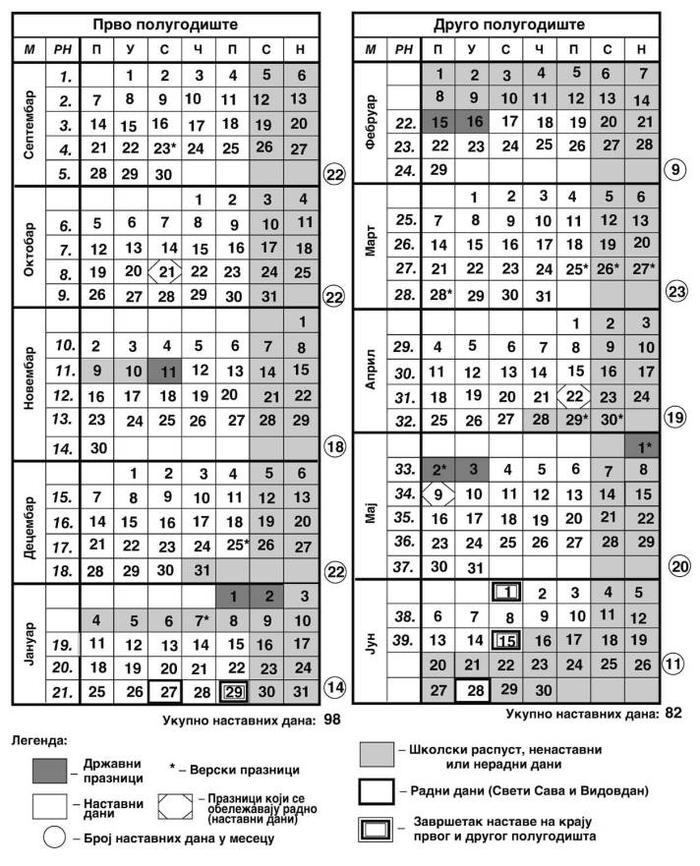 Прво полугодиште
М РН П У С Ч П С Н
Септембар
1. 1 2 3 4 5 6
2. 7 8 9 10 11 12 13
3. 14 15 16 17 18 19 20
4. 21 22 23* 24 25 26 27
5. 28 29 30
22
Октобар
1 2 3 4
6. 5 6 7 8 9 10 11
7. 12 13 14 15 16 17 18
8. 19 20 21 22 23 24 25
9. 26 27 28 29 30 31
22
Новембар
1
10. 2 3 4 5 6 7 8
11. 9 10 11 12 13 14 15
12. 16 17 18 19 20 21 22
13. 23 24 25 26 27 28 29
14. 30
18
Децембар
1 2 3 4 5 6
15. 7 8 9 10 11 12 13
16. 14 15 16 17 18 19 20
17. 21 22 23 24 25* 26 27
18. 28 29 30 31
22
Јануар
1 2 3
4 5 6 7* 8 9 10
19. 11 12 13 14 15 16 17
20. 18 19 20 21 22 23 24
21. 25 26 27 28 29 30 31
14
Укупно наставних дана: 98
Друго полугодиште
М РН П У С Ч П С Н
Фебруар
1 2 3 4 5 6 7
8 9 10 11 12 13 14
22. 15 16 17 18 19 20 21
23. 22 23 24 25 26 27 28
24. 29
9
Март
1 2 3 4 5 6
25. 7 8 9 10 11 12 13
26. 14 15 16 17 18 19 20
27. 21 22 23 24 25* 26* 27*
28. 28* 29 30 31
23
Април
1 2 3
29. 4 5 6 7 8 9 10
30. 11 12 13 14 15 16 17
31. 18 19 20 21 22 23 24
32. 25 26 27 28 29* 30*
19
Мај
1*
33. 2* 3 4 5 6 7 8
34. 9 10 11 12 13 14 15
35. 16 17 18 19 20 21 22
36. 23 24 25 26 27 28 29
37. 30 31
20
Јун
1 2 3 4 5
38. 6 7 8 9 10 11 12
39. 13 14 15 16 17 18 19
20 21 22 23 24 25 26
27 28 29 30
11
Укупно наставних дана: 82
Легенда:
– Државни
празници
* – Верски празници
– Наставни
дани
– Празници који се
обележавају радно
(наставни дани)
– Број наставних дана у месецу
– Школски распуст, ненаставни
или нерадни дани
– Радни дани (Свети Сава и Видовдан)
– Завршетак наставе на крају
првог и другог полугодишта